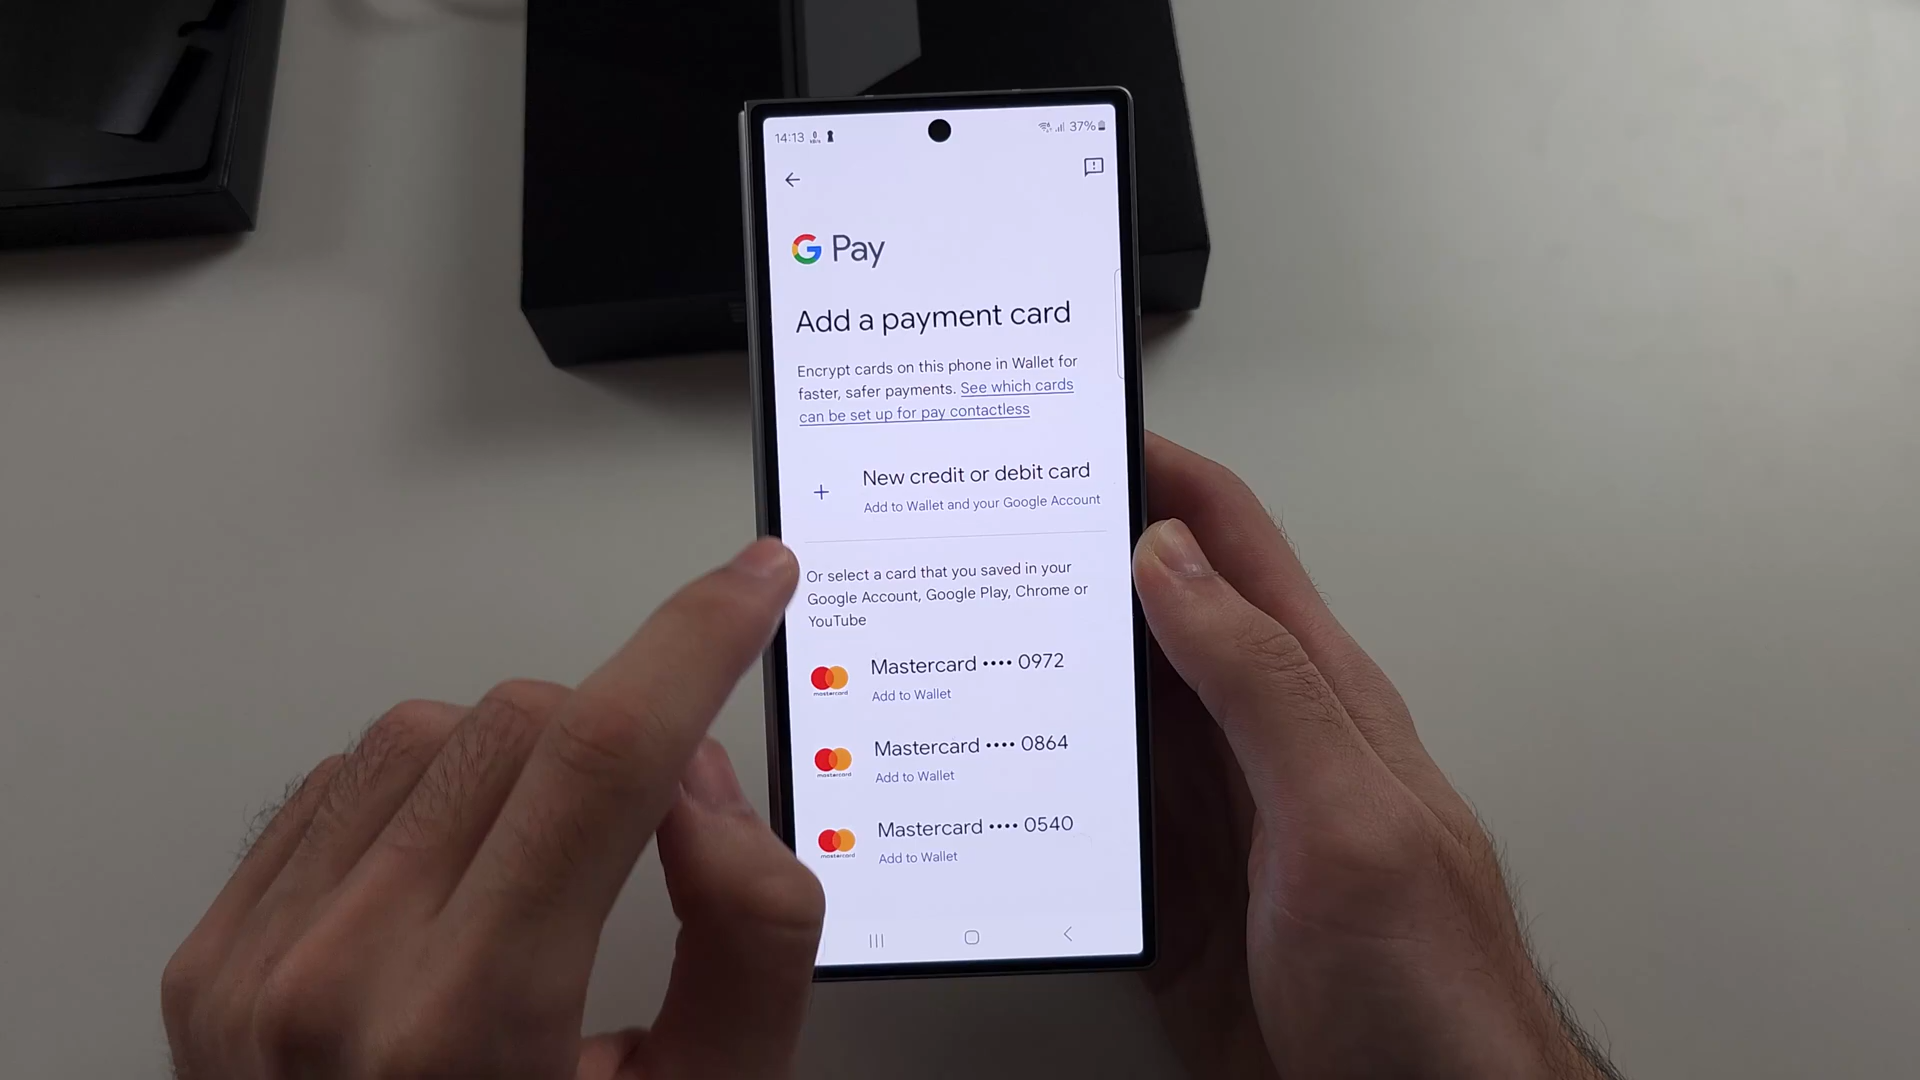 14:13
37%
G Pay
Add a payment card
Encrypt cards on this phone in Wallet for
faster, safer payments. See which cards
can be set up for pay contactless
New credit or debit card
Add to Wallet and your Google Account
Or select a card that you saved in your
Google Account, Google Play, Chrome or
YouTube
mastercard
Mastercard •••• 0972
Add to Wallet
mastercard
Mastercard •••• 0864
Add to Wallet
mastercard
Mastercard •••• 0540
Add to Wallet